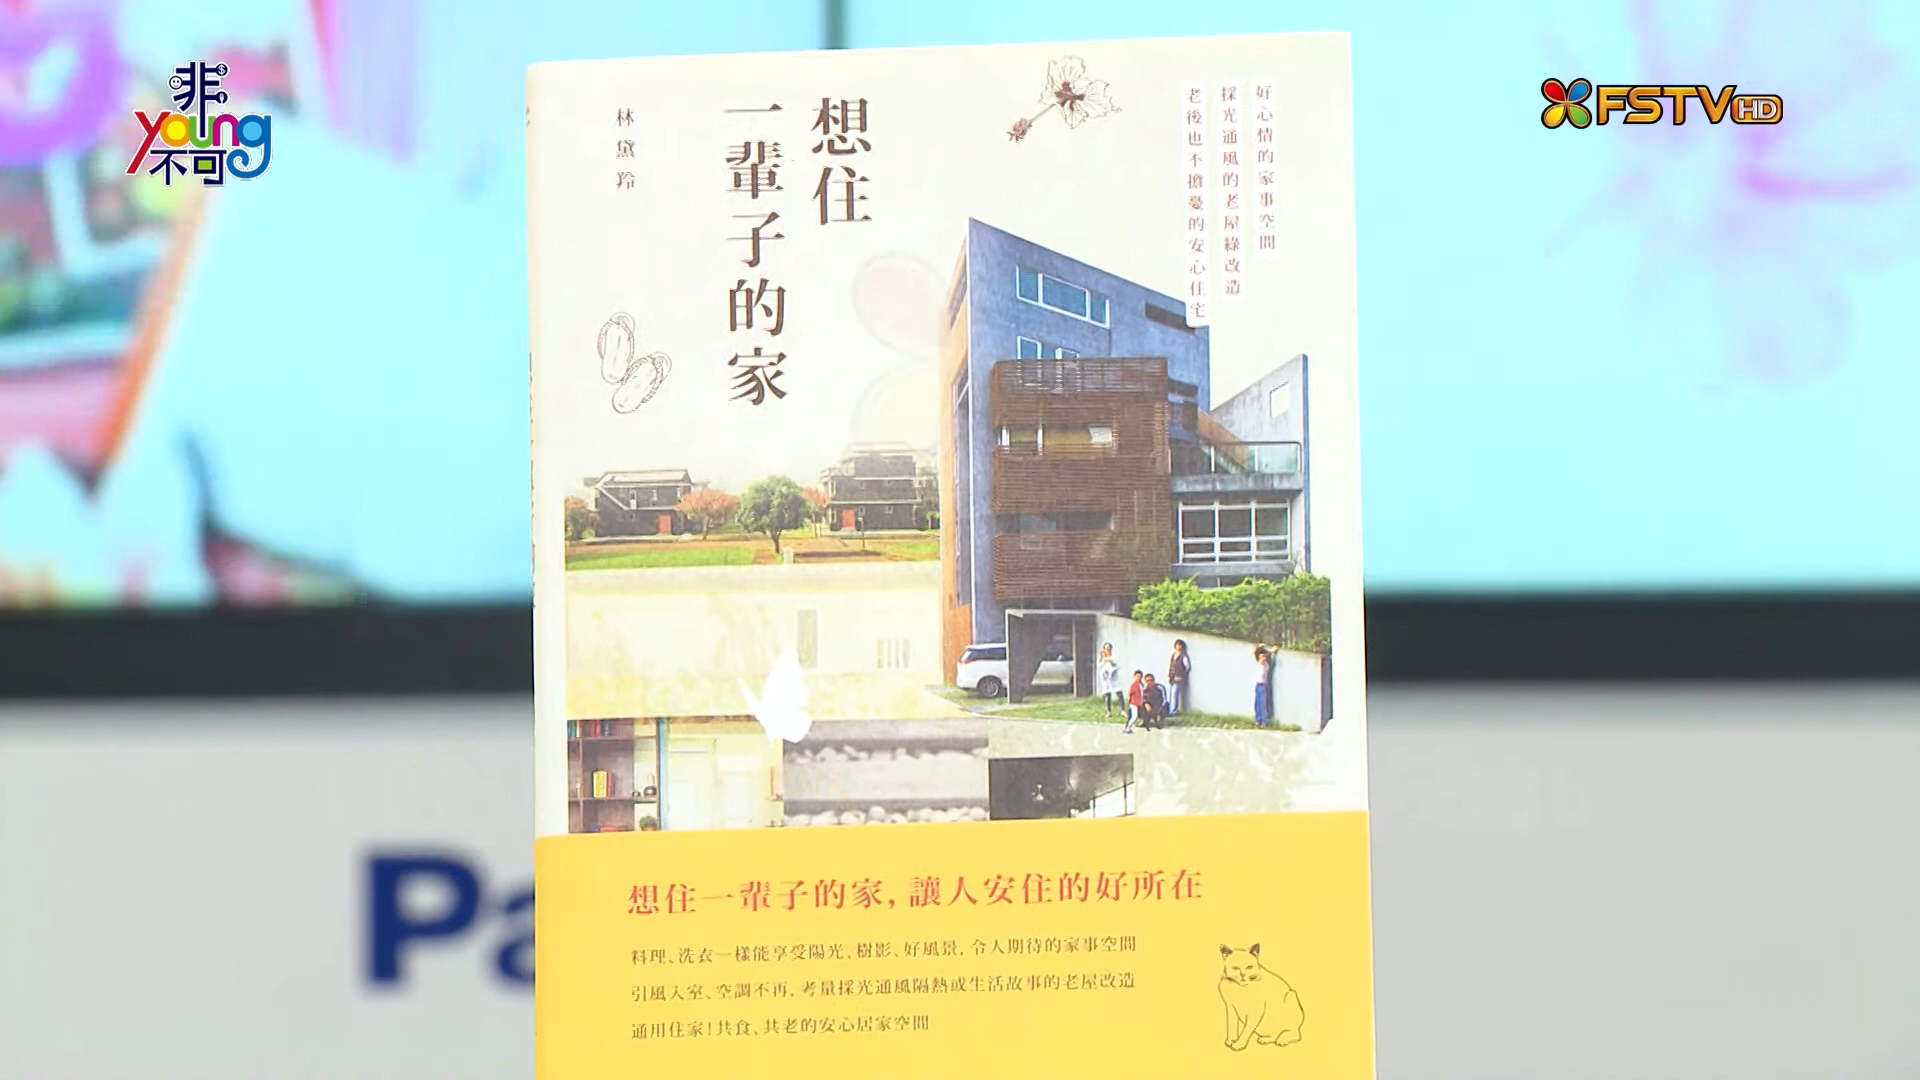 非
young
不可
FSTV HD
想住
一輩子的家
林黛羚
好心情的家事空間
採光通風的老屋綠改造
老後也不擔憂的安心住宅
想住一輩子的家,讓人安住的好所在
料理、洗衣一樣能享受陽光、樹影、好風景,令人期待的家事空間
引風入室、空調不再,考量採光通風隔熱或生活故事的老屋改造
通用住家!共食、共老的安心居家空間
Pa